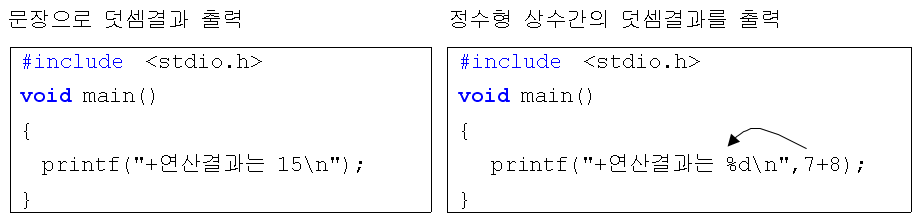 문장으로 덧셈결과 출력
#include <stdio.h>
void main()
{
printf("+연산결과는 15\n");
}
정수형 상수간의 덧셈결과를 출력
#include <stdio.h>
void main()
{
printf("+연산결과는 %d\n",7+8);
}